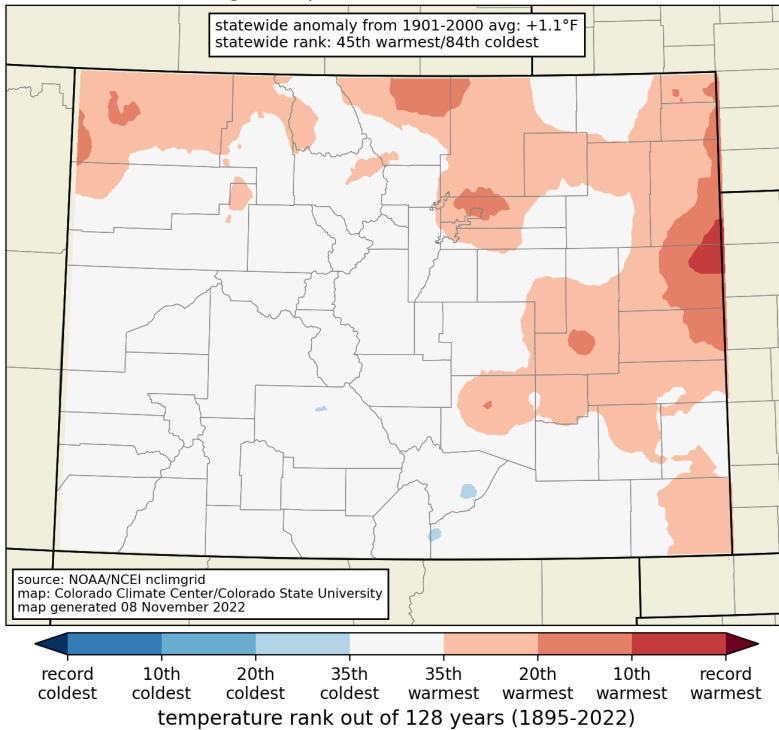 statewide anomaly from 1901-2000 avg: +1.1°F
statewide rank: 45th warmest/84th coldest
source: NOAA/NCEI nclimgrid
map: Colorado Climate Center/Colorado State University
map generated 08 November 2022
record coldest 10th coldest 20th coldest 35th coldest 35th warmest 20th warmest 10th warmest record warmest
temperature rank out of 128 years (1895-2022)